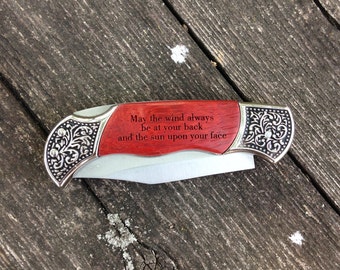 May the wind always
be at your back
and the sun upon your face